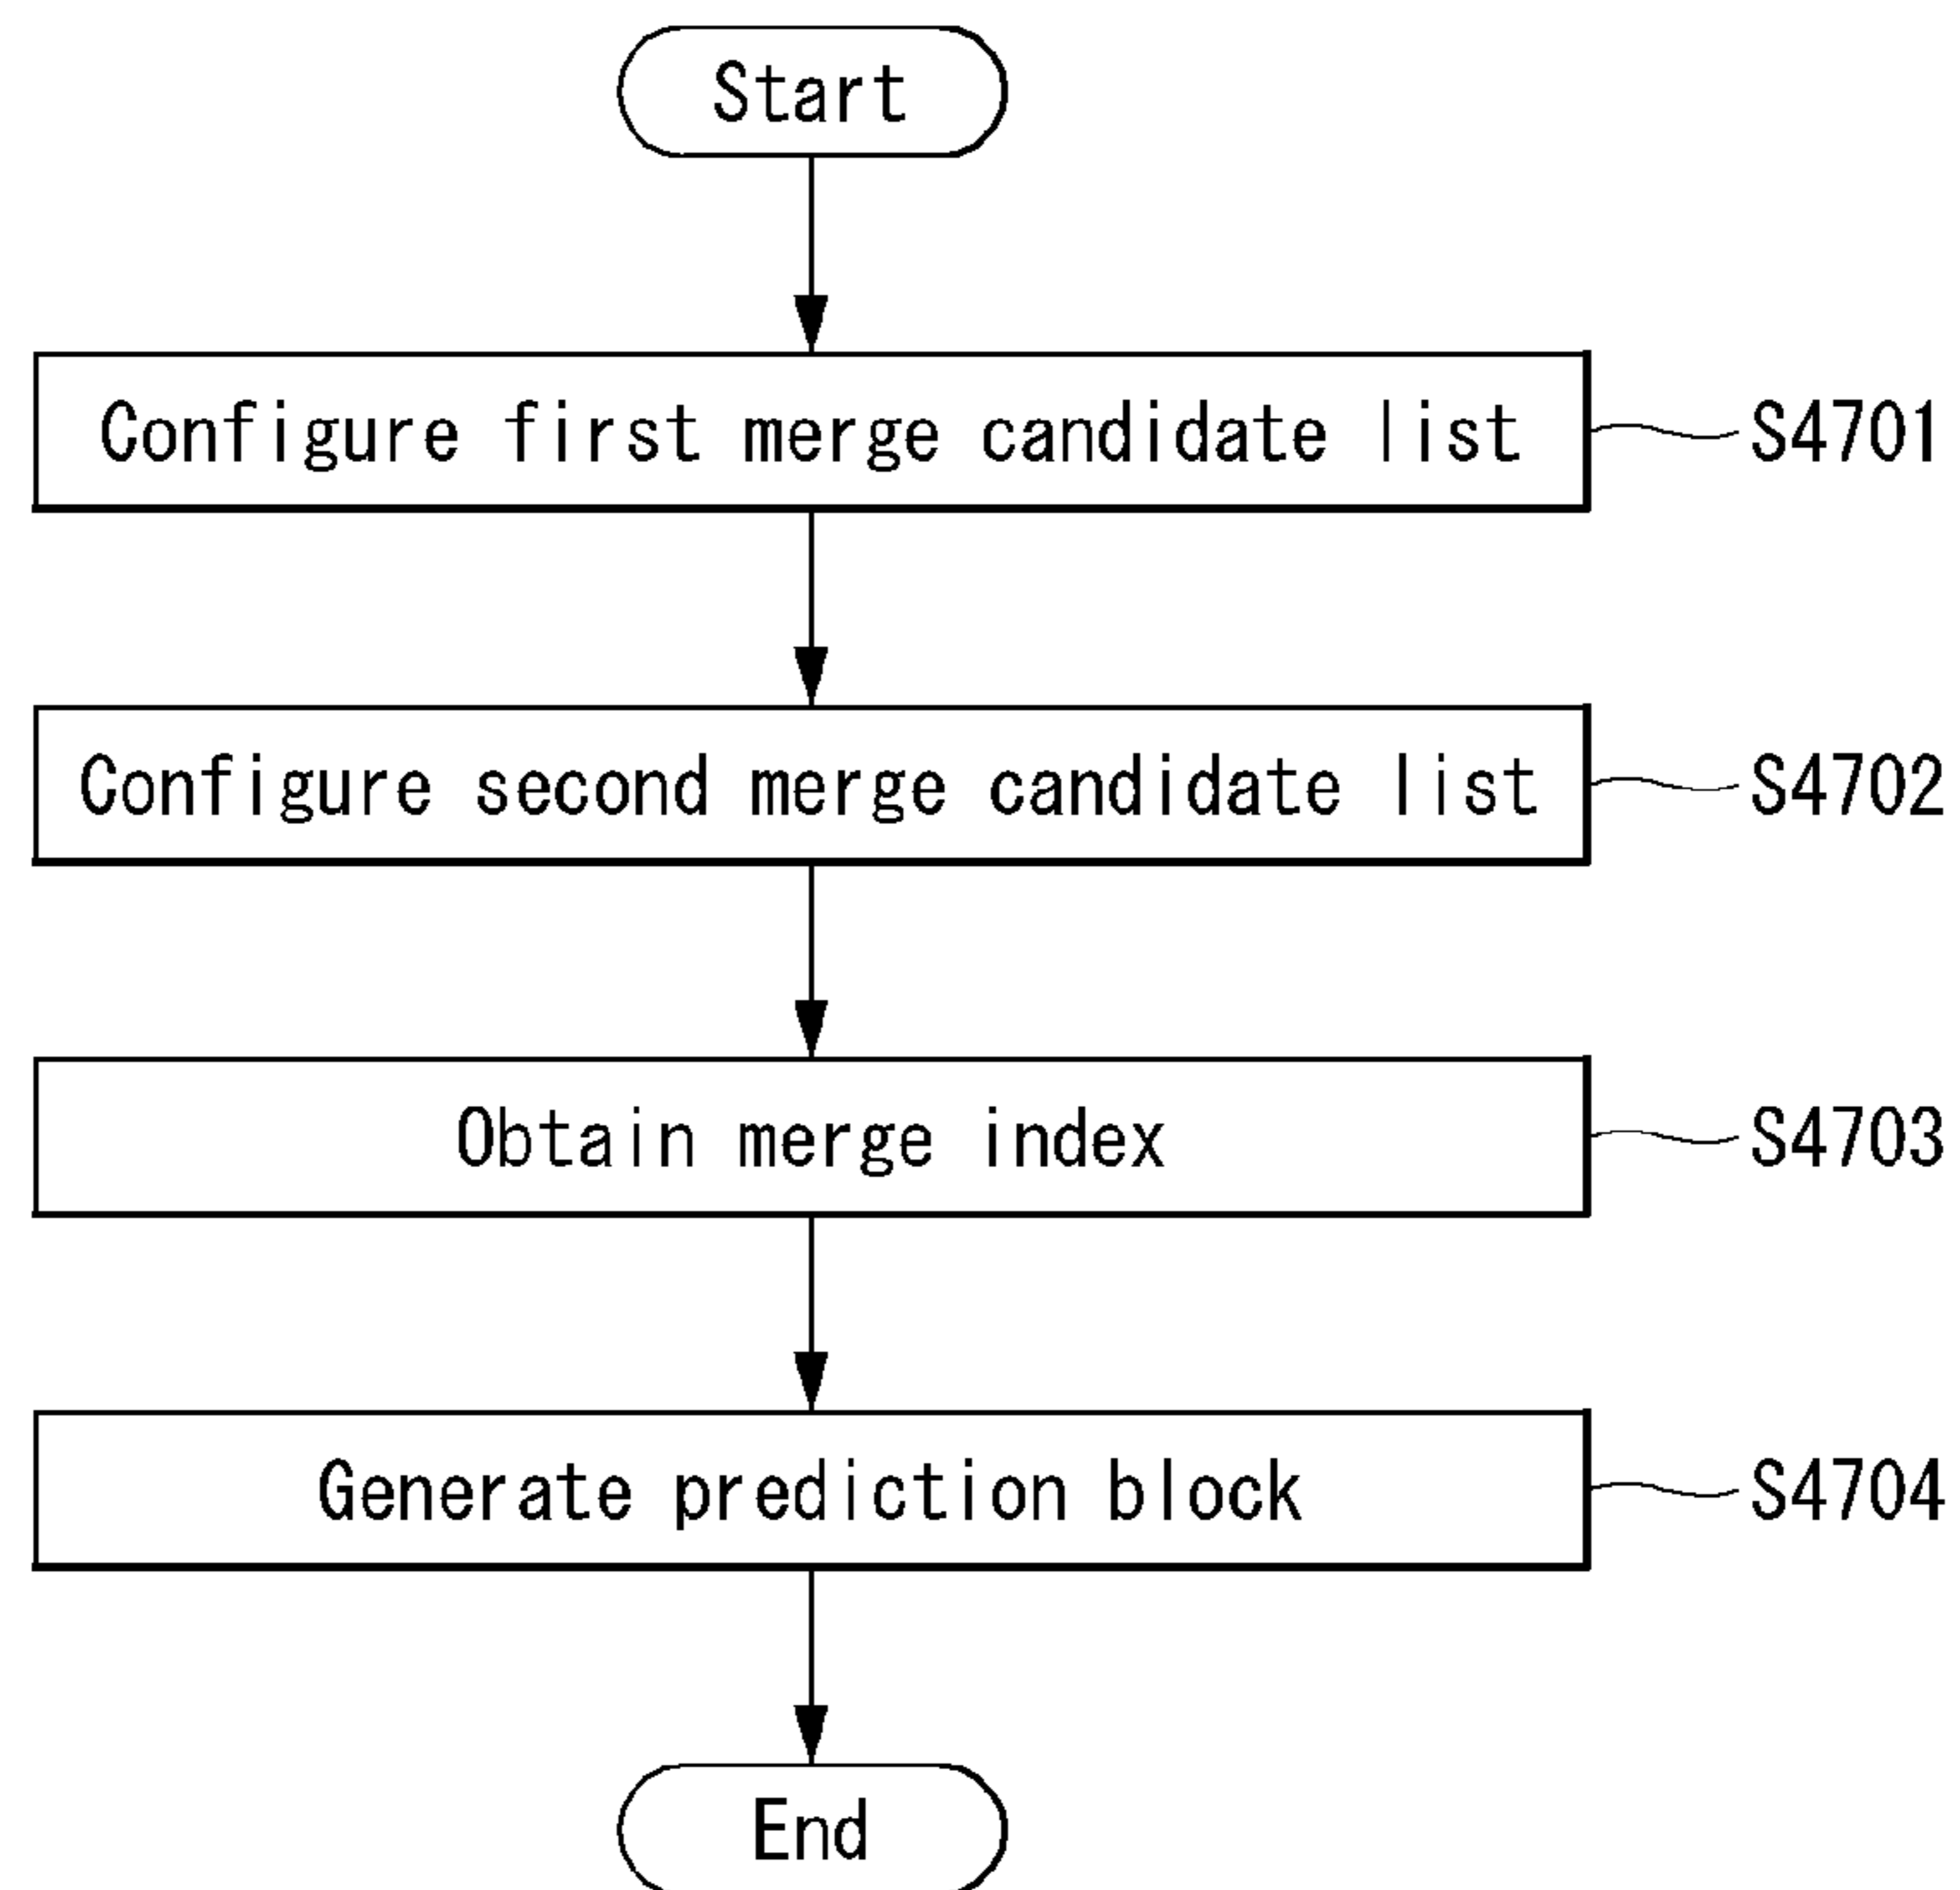 Start
Configure first merge candidate list
S4701
Configure second merge candidate list
S4702
Obtain merge index
S4703
Generate prediction block
S4704
End